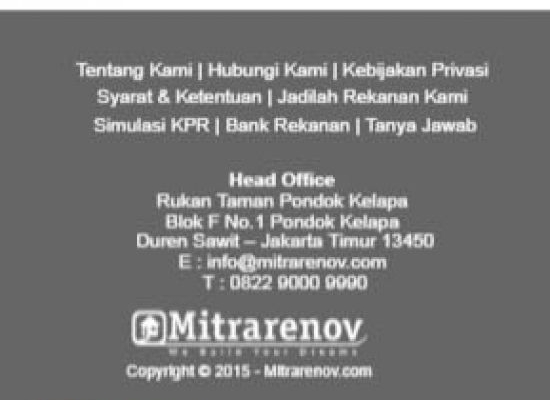 Tentang Kami | Hubungi Kami | Kebijakan Privasi
Syarat & Ketentuan | Jadilah Rekanan Kami
Simulasi KPR | Bank Rekanan | Tanya Jawab
Head Office
Rukan Taman Pondok Kelapa
Blok F No.1 Pondok Kelapa
Duren Sawit – Jakarta Timur 13450
E : info@mitrarenov.com
T : 0822 9000 9990
Mitrarenov
We Build Your Dreams
Copyright © 2015 - Mitrarenov.com